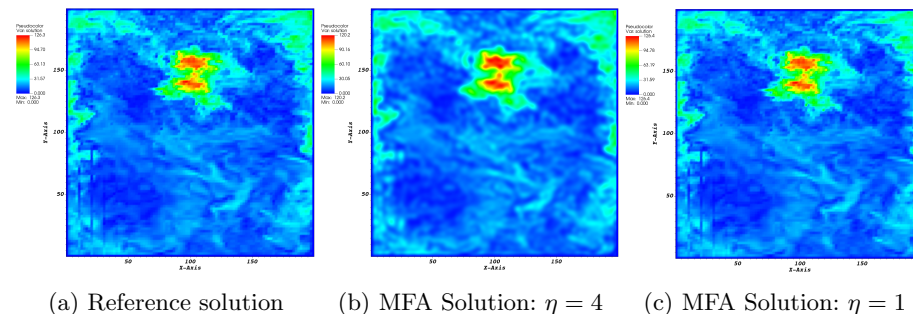 Pseudocolor
Var: solution
126.3
94.70
63.13
31.57
0.000
Max: 126.3
Min: 0.000
Y-Axis
150
100
50
50
100
150
X-Axis
(a) Reference solution
Pseudocolor
Var: solution
120.2
90.16
60.10
30.05
0.000
Max: 120.2
Min: 0.000
Y-Axis
150
100
50
50
100
150
X-Axis
(b) MFA Solution: η = 4
Pseudocolor
Var: solution
126.4
94.78
63.19
31.59
0.000
Max: 126.4
Min: 0.000
Y-Axis
150
100
50
50
100
150
X-Axis
(c) MFA Solution: η = 1